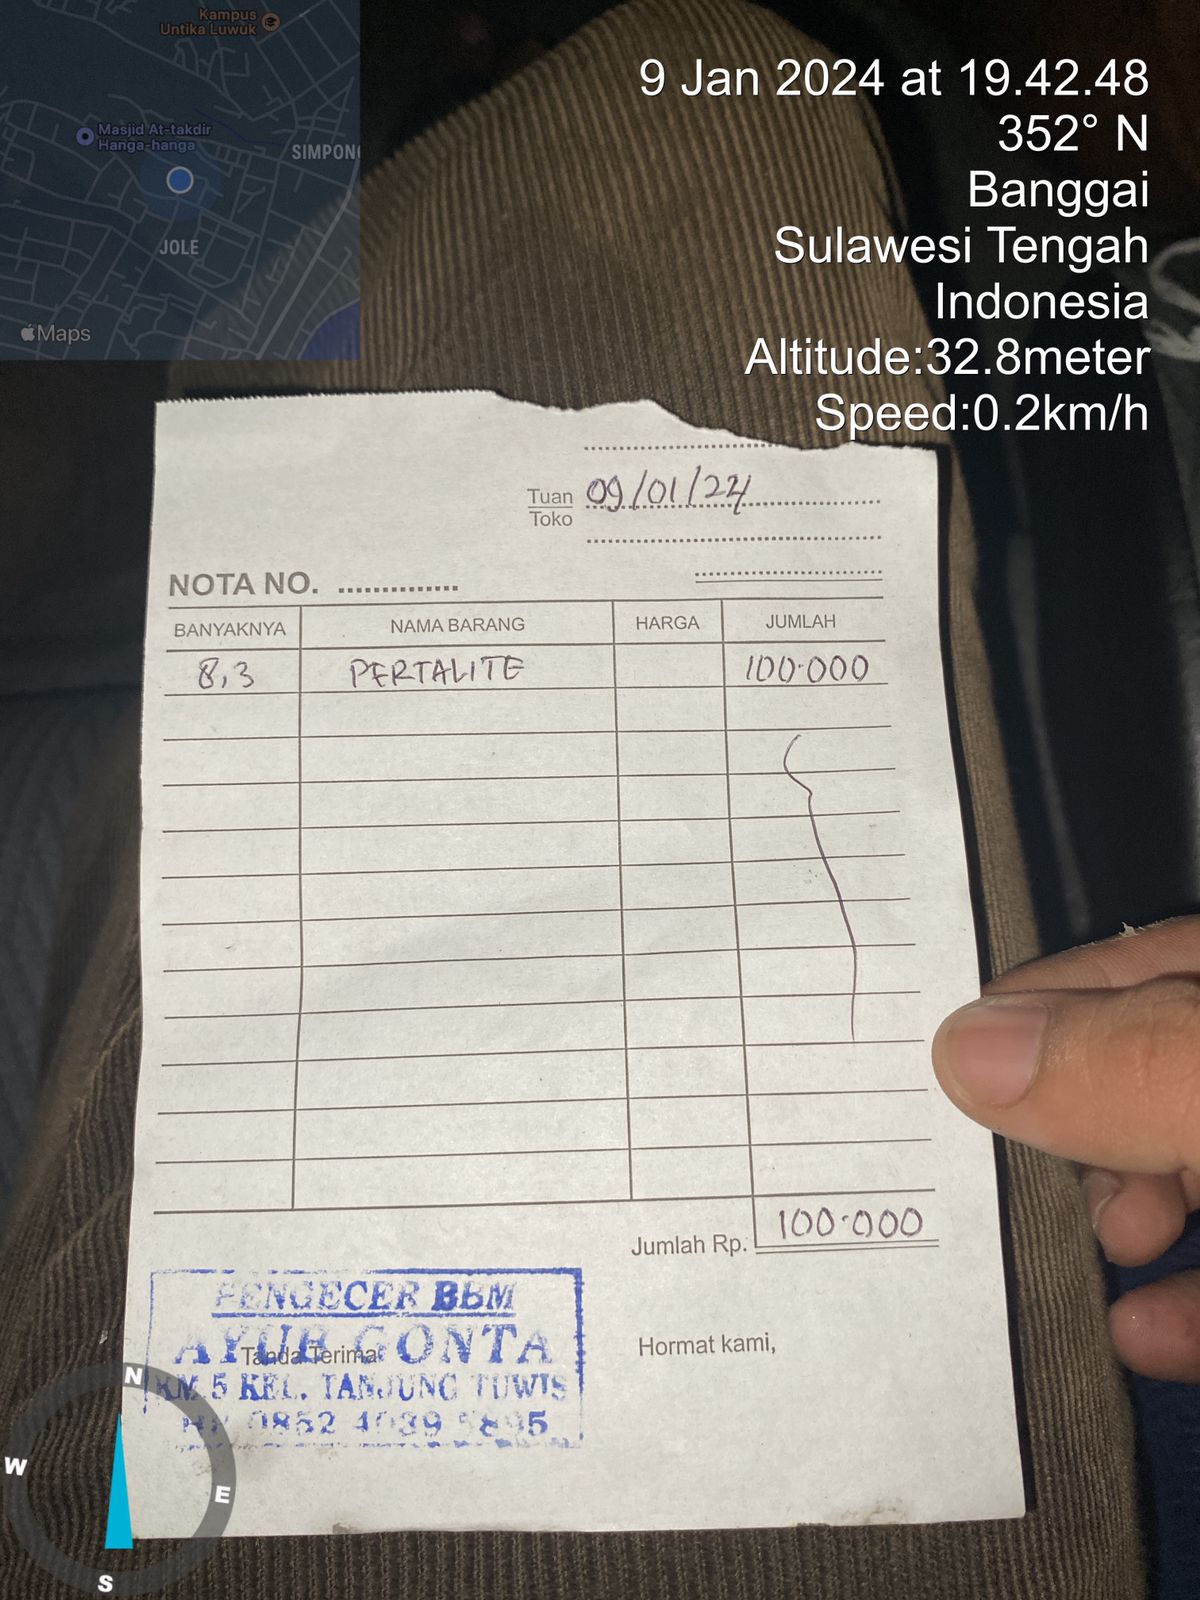 Kampus
Untika Luwuk
Masjid At-takdir
Hanga-hanga
SIMPONG
JOLE
Maps
9 Jan 2024 at 19.42.48
352° N
Banggai
Sulawesi Tengah
Indonesia
Altitude:32.8meter
Speed:0.2km/h
Tuan 09/01/24
Toko
NOTA NO. ..............
BANYAKNYA NAMA BARANG HARGA JUMLAH
8,3 PERTALITE 100.000
Jumlah Rp. 100.000
PENGECER BBM
AYUB GONTA
Tanda Terima
KM 5 KEL. TANJUNG TUWIS
HP 0852
Hormat kami,
N
W
E
S